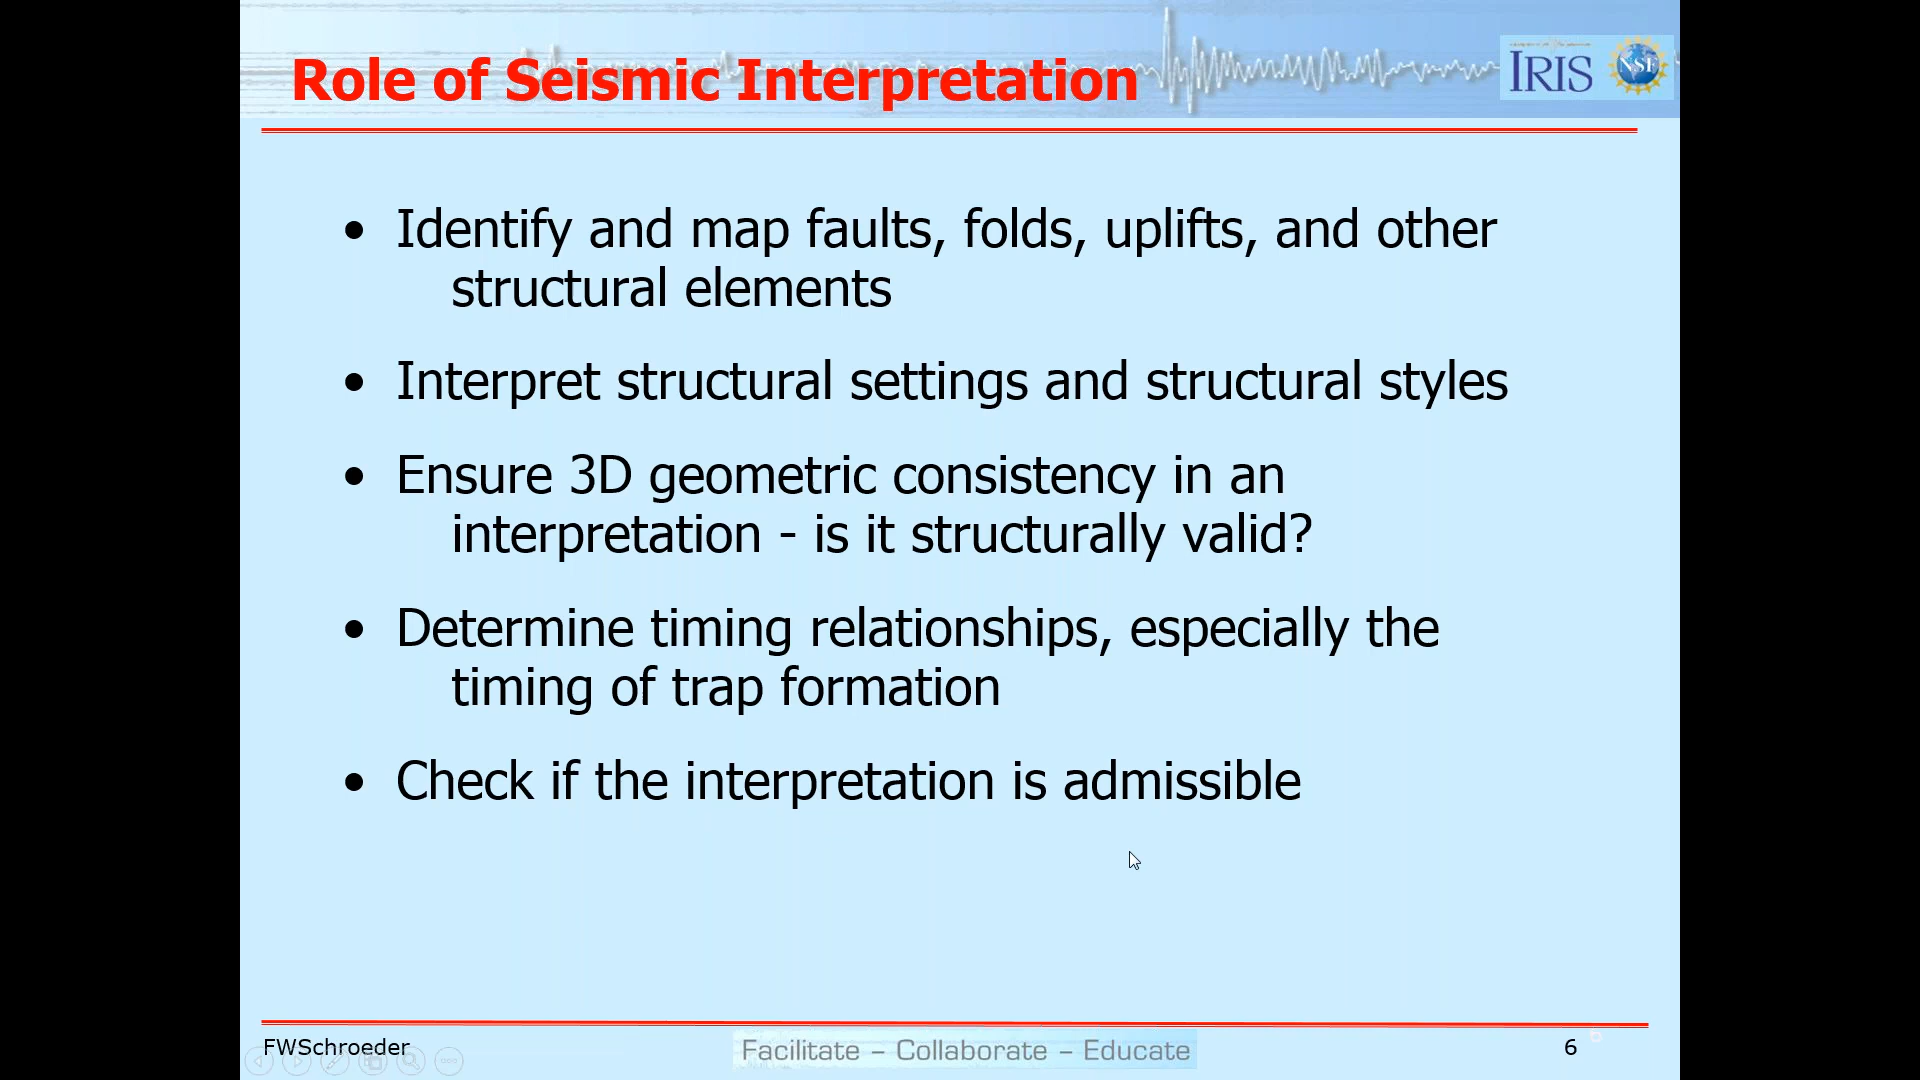 Role of Seismic Interpretation
IRIS
NSF
• Identify and map faults, folds, uplifts, and other
structural elements
• Interpret structural settings and structural styles
• Ensure 3D geometric consistency in an
interpretation - is it structurally valid?
• Determine timing relationships, especially the
timing of trap formation
• Check if the interpretation is admissible
FWSchroeder
Facilitate – Collaborate – Educate
6
6